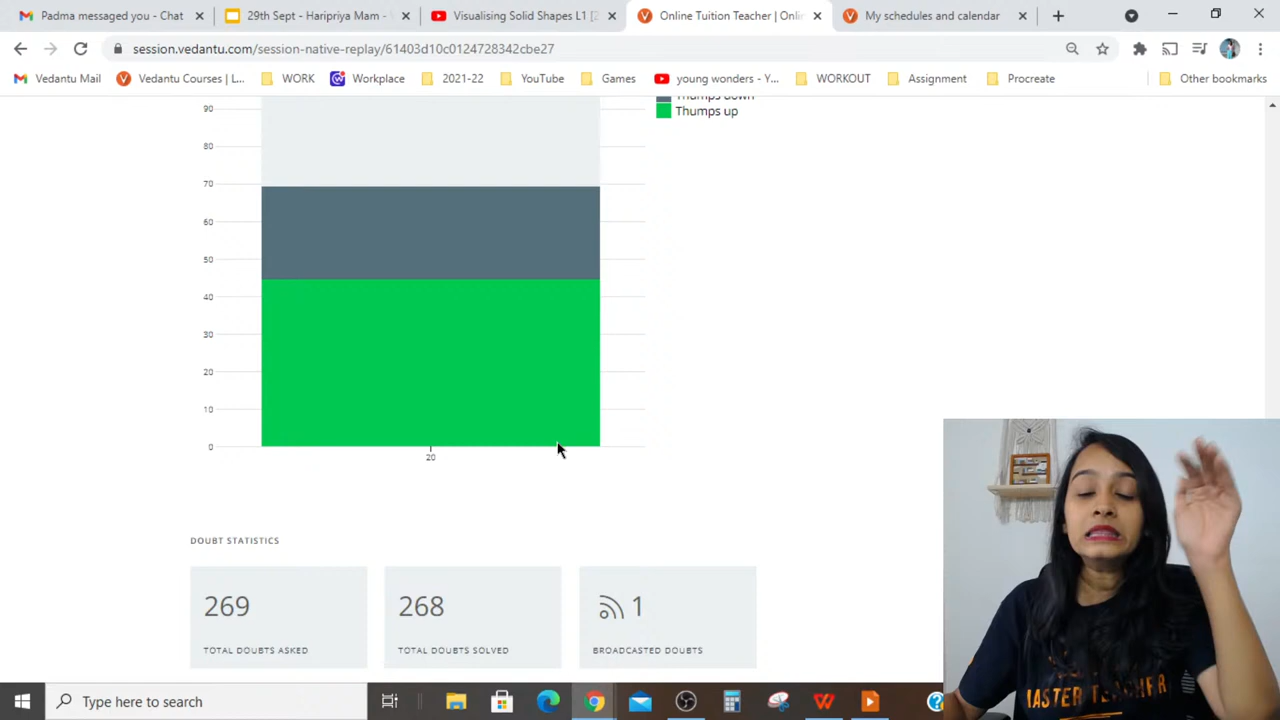 Padma messaged you - Chat
29th Sept - Haripriya Mam -
Visualising Solid Shapes L1 [2
Online Tuition Teacher | Onli
My schedules and calendar
session.vedantu.com/session-native-replay/61403d10c0124728342cbe27
Vedantu Mail
Vedantu Courses | L...
WORK
Workplace
2021-22
YouTube
Games
young wonders - Y...
WORKOUT
Assignment
Procreate
Other bookmarks
Thumps down
Thumps up
90
80
70
60
50
40
30
20
10
0
20
DOUBT STATISTICS
269
TOTAL DOUBTS ASKED
268
TOTAL DOUBTS SOLVED
1
BROADCASTED DOUBTS
MASTER TEACHER
Type here to search